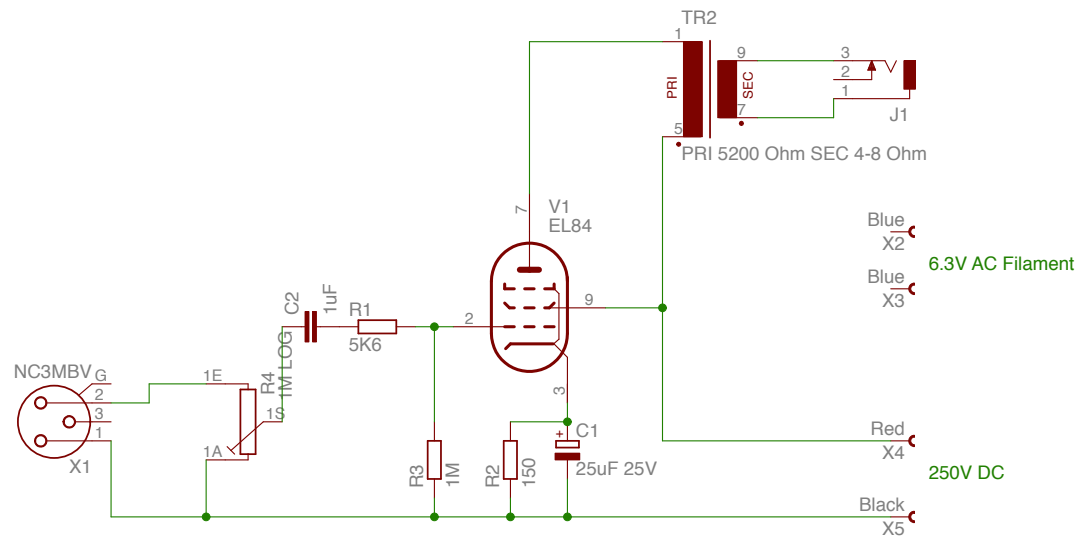 TR2
1
9
3
PRI
SEC
2
7
1
J1
5
PRI 5200 Ohm SEC 4-8 Ohm
7
V1
EL84
Blue
X2
6.3V AC Filament
Blue
X3
9
C2
1uF
R1
2
5K6
NC3MBV
G
1E
R4
1M LOG
2
3
1S
1
1A
X1
3
C1
+
25uF 25V
R3
1M
R2
150
Red
X4
250V DC
Black
X5